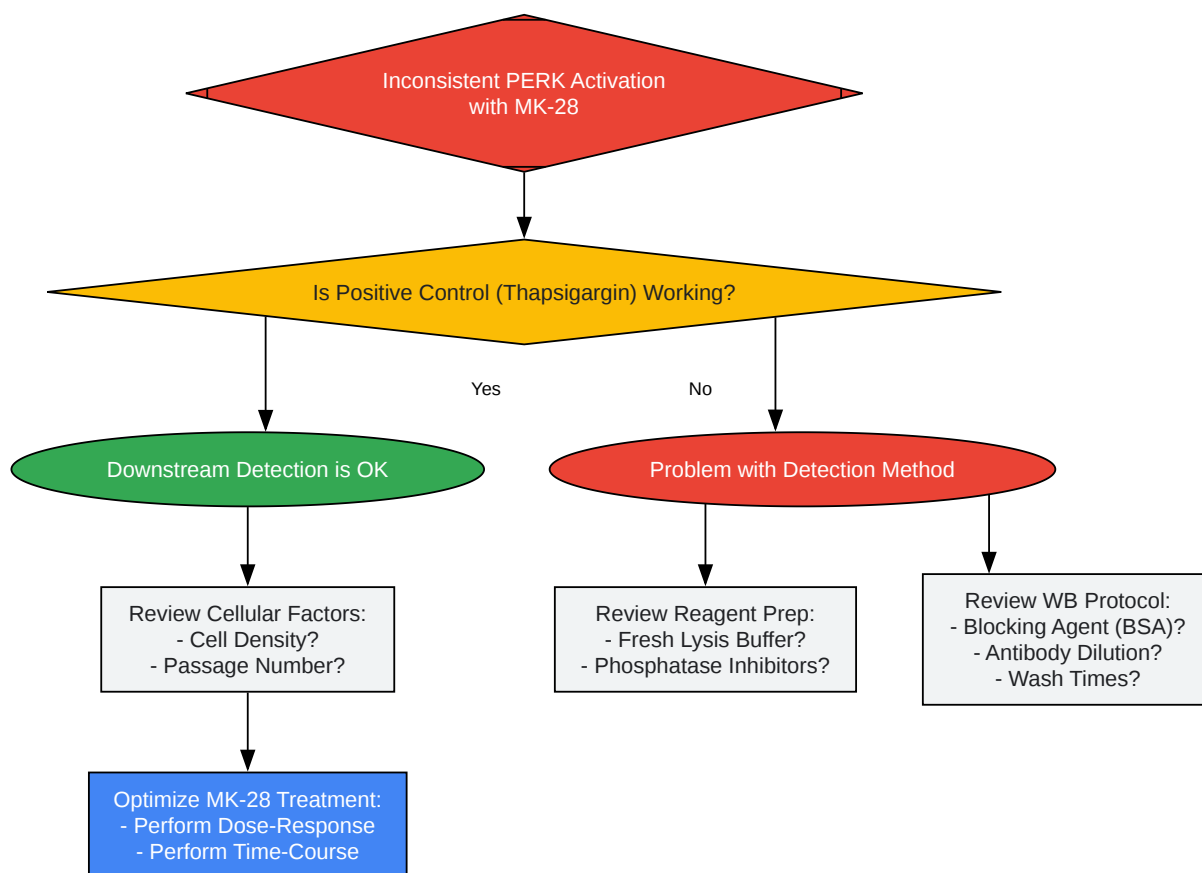 Inconsistent PERK Activation
with MK-28
Is Positive Control (Thapsigargin) Working?
Yes
No
Downstream Detection is OK
Problem with Detection Method
Review Cellular Factors:
- Cell Density?
- Passage Number?
Review Reagent Prep:
- Fresh Lysis Buffer?
- Phosphatase Inhibitors?
Review WB Protocol:
- Blocking Agent (BSA)?
- Antibody Dilution?
- Wash Times?
Optimize MK-28 Treatment:
- Perform Dose-Response
- Perform Time-Course